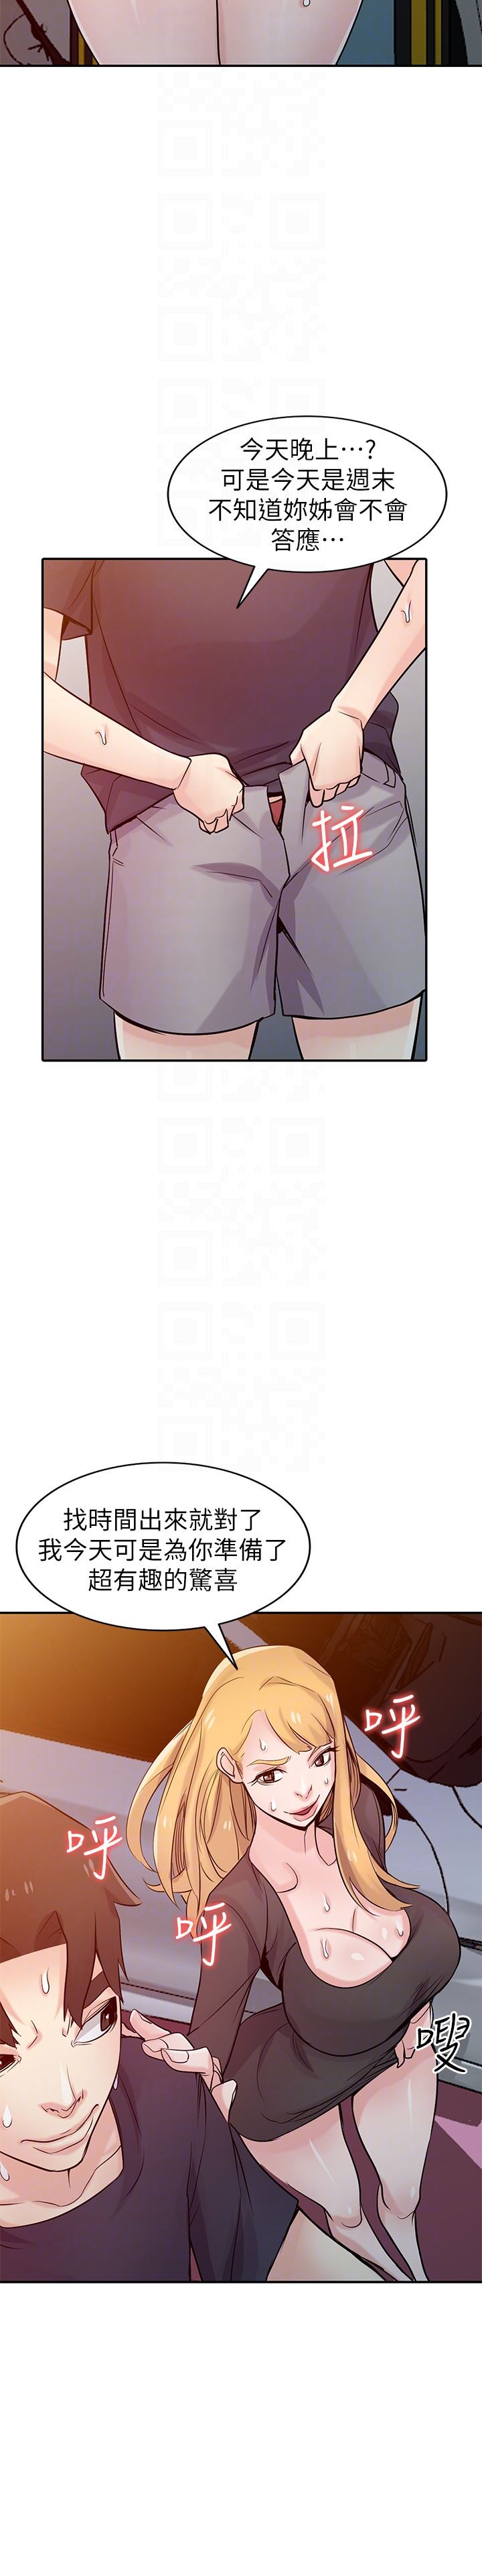 今天晚上…?
可是今天是週末
不知道妳姊會不會
答應…
拉
找時間出來就對了
我今天可是為你準備了
超有趣的驚喜
呼
呼
呼
嗖